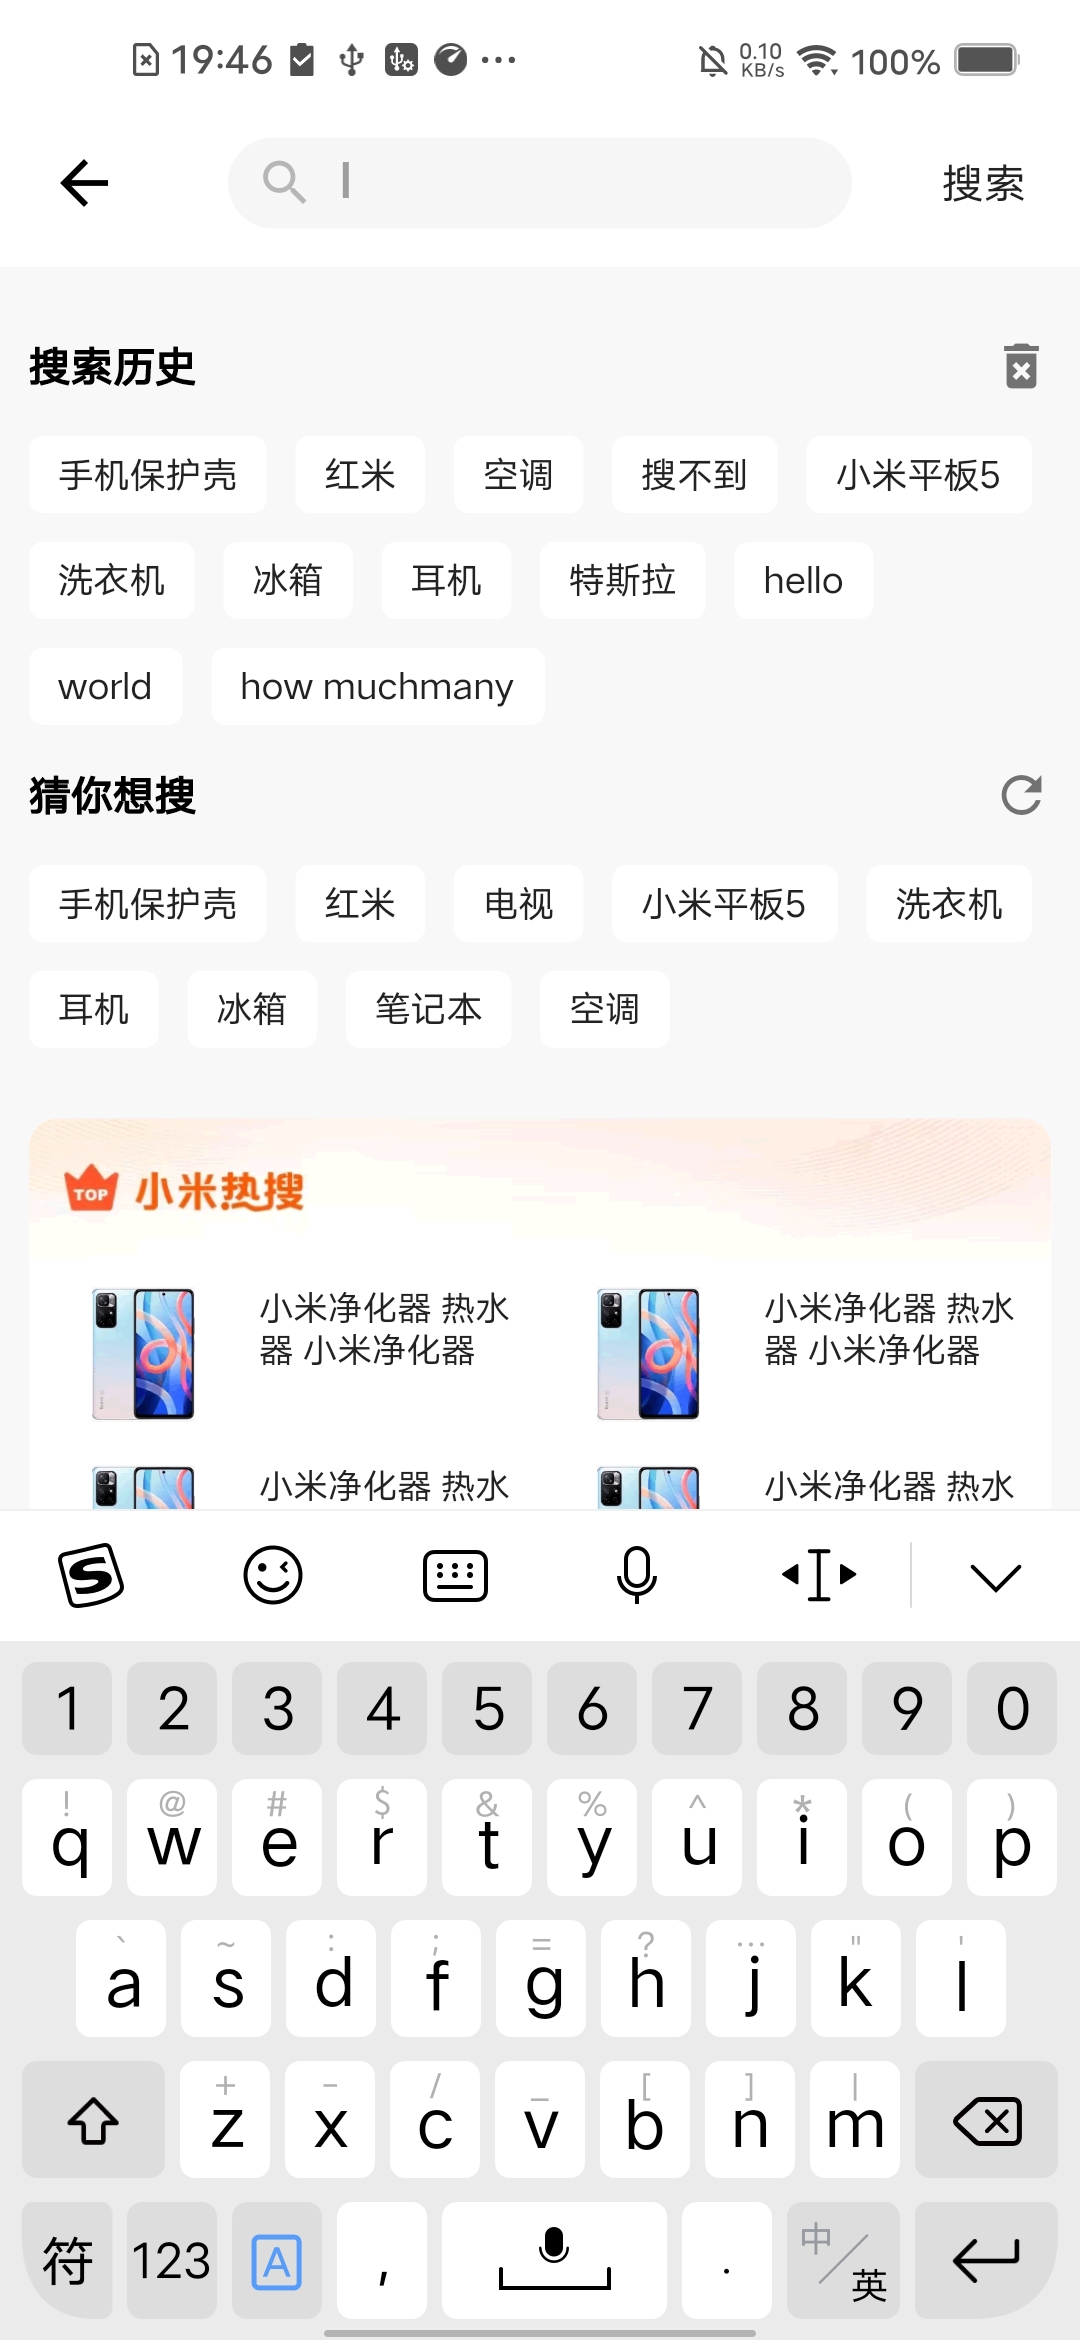 19:46 0.10 KB/s 100%
搜索
搜索历史
手机保护壳 红米 空调 搜不到 小米平板5
洗衣机 冰箱 耳机 特斯拉 hello
world how muchmany
猜你想搜
手机保护壳 红米 电视 小米平板5 洗衣机
耳机 冰箱 笔记本 空调
TOP 小米热搜
小米净化器 热水 小米净化器 热水
器 小米净化器 器 小米净化器
小米净化器 热水 小米净化器 热水
1 2 3 4 5 6 7 8 9 0
! @ # $ & % ^ * ( )
q w e r t y u i o p
` ~ : ; = ? … " '
a s d f g h j k l
+ - / _ [ ] |
z x c v b n m
符 123 A , . 中/英